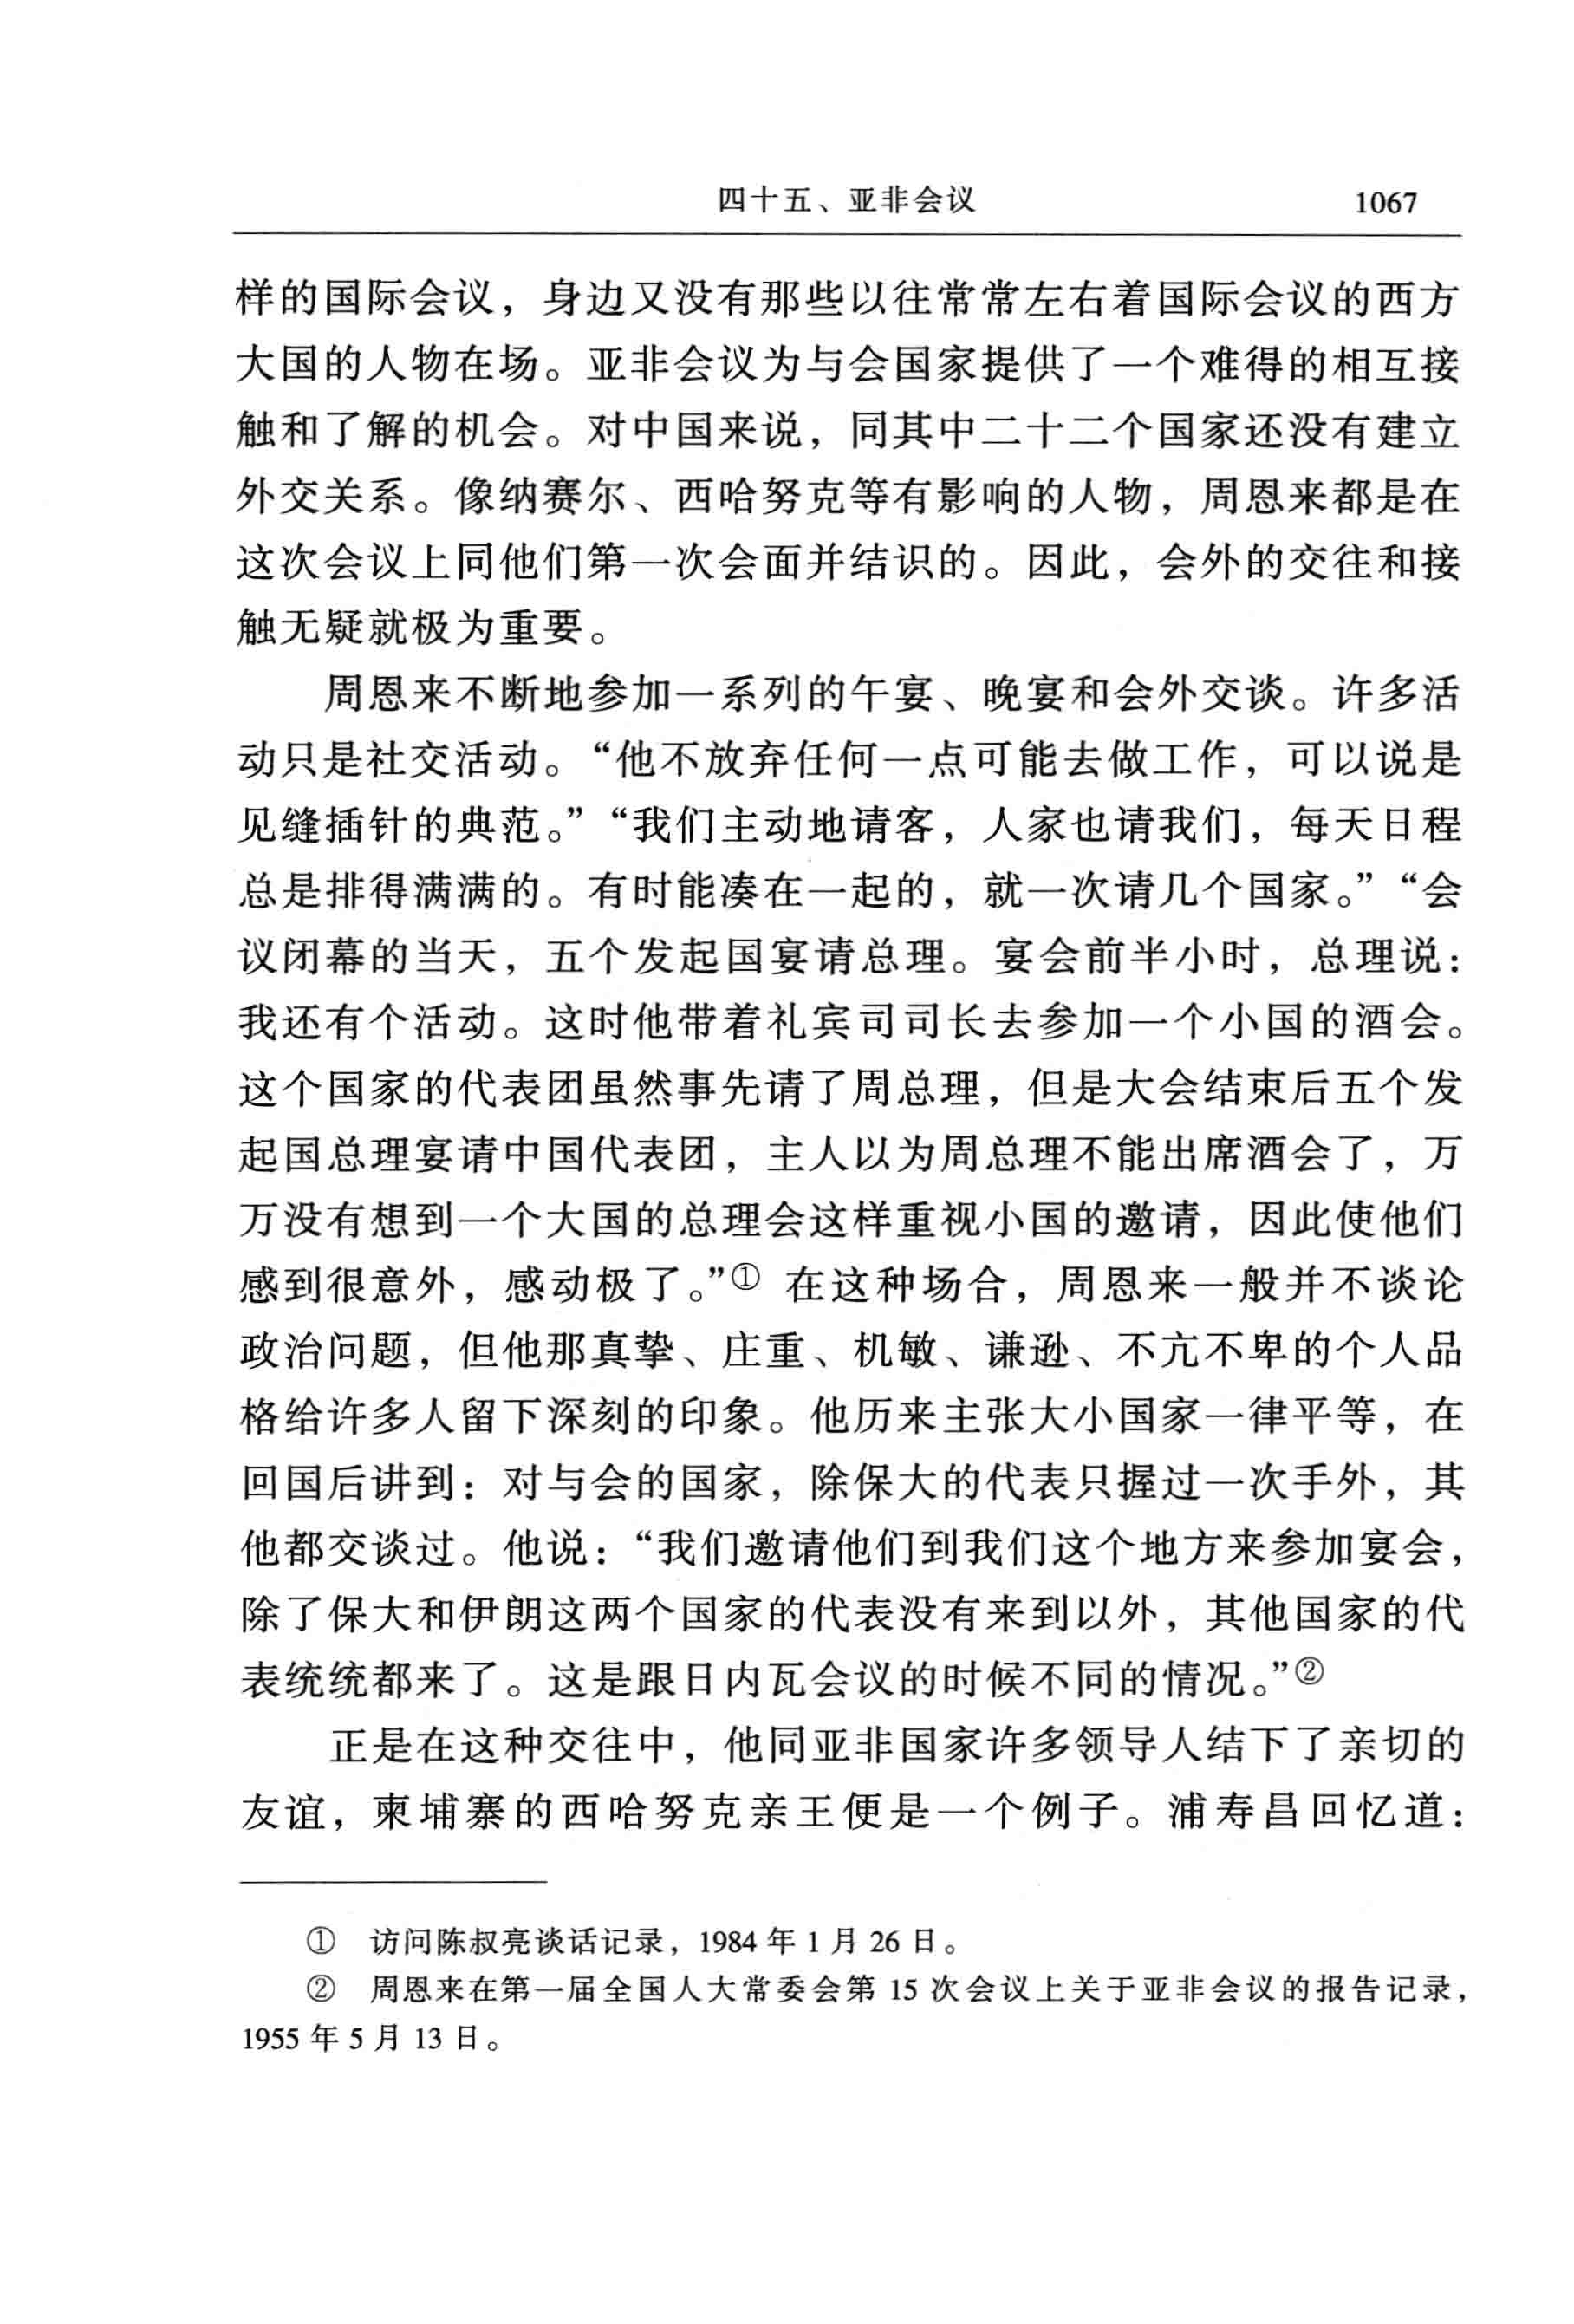 四十五、亚非会议 1067
样的国际会议，身边又没有那些以往常常左右着国际会议的西方
大国的人物在场。亚非会议为与会国家提供了一个难得的相互接
触和了解的机会。对中国来说，同其中二十二个国家还没有建立
外交关系。像纳赛尔、西哈努克等有影响的人物，周恩来都是在
这次会议上同他们第一次会面并结识的。因此，会外的交往和接
触无疑就极为重要。
周恩来不断地参加一系列的午宴、晚宴和会外交谈。许多活
动只是社交活动。“他不放弃任何一点可能去做工作，可以说是
见缝插针的典范。”“我们主动地请客，人家也请我们，每天日程
总是排得满满的。有时能凑在一起的，就一次请几个国家。”“会
议闭幕的当天，五个发起国宴请总理。宴会前半小时，总理说：
我还有个活动。这时他带着礼宾司司长去参加一个小国的酒会。
这个国家的代表团虽然事先请了周总理，但是大会结束后五个发
起国总理宴请中国代表团，主人以为周总理不能出席酒会了，万
万没有想到一个大国的总理会这样重视小国的邀请，因此使他们
感到很意外，感动极了。”① 在这种场合，周恩来一般并不谈论
政治问题，但他那真挚、庄重、机敏、谦逊、不亢不卑的个人品
格给许多人留下深刻的印象。他历来主张大小国家一律平等，在
回国后讲到：对与会的国家，除保大的代表只握过一次手外，其
他都交谈过。他说：“我们邀请他们到我们这个地方来参加宴会，
除了保大和伊朗这两个国家的代表没有来到以外，其他国家的代
表统统都来了。这是跟日内瓦会议的时候不同的情况。”②
正是在这种交往中，他同亚非国家许多领导人结下了亲切的
友谊，柬埔寨的西哈努克亲王便是一个例子。浦寿昌回忆道：
① 访问陈叔亮谈话记录，1984 年 1 月 26 日。
② 周恩来在第一届全国人大常委会第 15 次会议上关于亚非会议的报告记录，
1955 年 5 月 13 日。